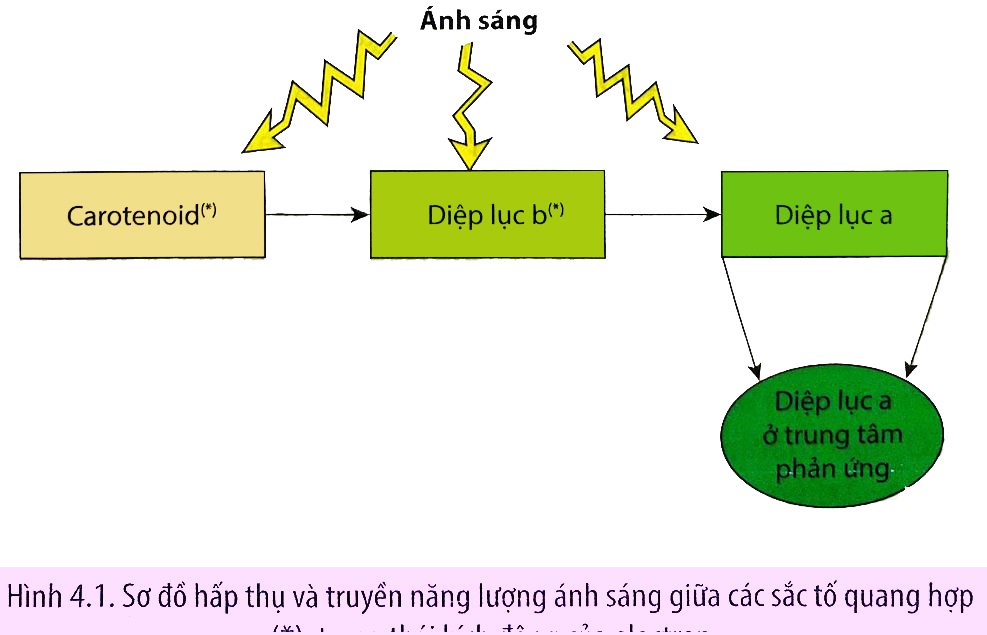 Ánh sáng
Carotenoid(*)
Diệp lục b(*)
Diệp lục a
Diệp lục a
ở trung tâm
phản ứng
Hình 4.1. Sơ đồ hấp thụ và truyền năng lượng ánh sáng giữa các sắc tố quang hợp